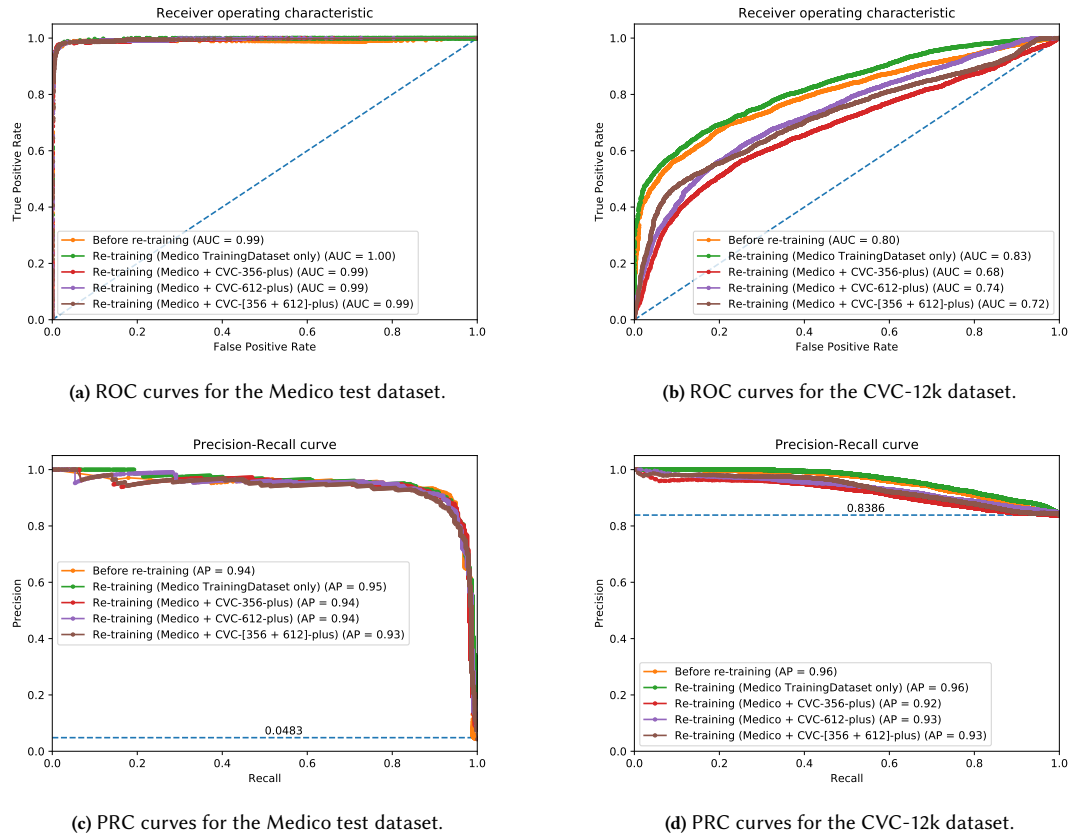 Receiver operating characteristic
True Positive Rate
1.0
0.8
0.6
0.4
0.2
0.0
Before re-training (AUC = 0.99)
Re-training (Medico TrainingDataset only) (AUC = 1.00)
Re-training (Medico + CVC-356-plus) (AUC = 0.99)
Re-training (Medico + CVC-612-plus) (AUC = 0.99)
Re-training (Medico + CVC-[356 + 612]-plus) (AUC = 0.99)
0.0 0.2 0.4 0.6 0.8 1.0
False Positive Rate
(a) ROC curves for the Medico test dataset.
Receiver operating characteristic
True Positive Rate
1.0
0.8
0.6
0.4
0.2
0.0
Before re-training (AUC = 0.80)
Re-training (Medico TrainingDataset only) (AUC = 0.83)
Re-training (Medico + CVC-356-plus) (AUC = 0.68)
Re-training (Medico + CVC-612-plus) (AUC = 0.74)
Re-training (Medico + CVC-[356 + 612]-plus) (AUC = 0.72)
0.0 0.2 0.4 0.6 0.8 1.0
False Positive Rate
(b) ROC curves for the CVC-12k dataset.
Precision-Recall curve
Precision
1.0
0.8
0.6
0.4
0.2
0.0
Before re-training (AP = 0.94)
Re-training (Medico TrainingDataset only) (AP = 0.95)
Re-training (Medico + CVC-356-plus) (AP = 0.94)
Re-training (Medico + CVC-612-plus) (AP = 0.94)
Re-training (Medico + CVC-[356 + 612]-plus) (AP = 0.93)
0.0483
0.0 0.2 0.4 0.6 0.8 1.0
Recall
(c) PRC curves for the Medico test dataset.
Precision-Recall curve
Precision
1.0
0.8
0.6
0.4
0.2
0.0
0.8386
Before re-training (AP = 0.96)
Re-training (Medico TrainingDataset only) (AP = 0.96)
Re-training (Medico + CVC-356-plus) (AP = 0.92)
Re-training (Medico + CVC-612-plus) (AP = 0.93)
Re-training (Medico + CVC-[356 + 612]-plus) (AP = 0.93)
0.0 0.2 0.4 0.6 0.8 1.0
Recall
(d) PRC curves for the CVC-12k dataset.